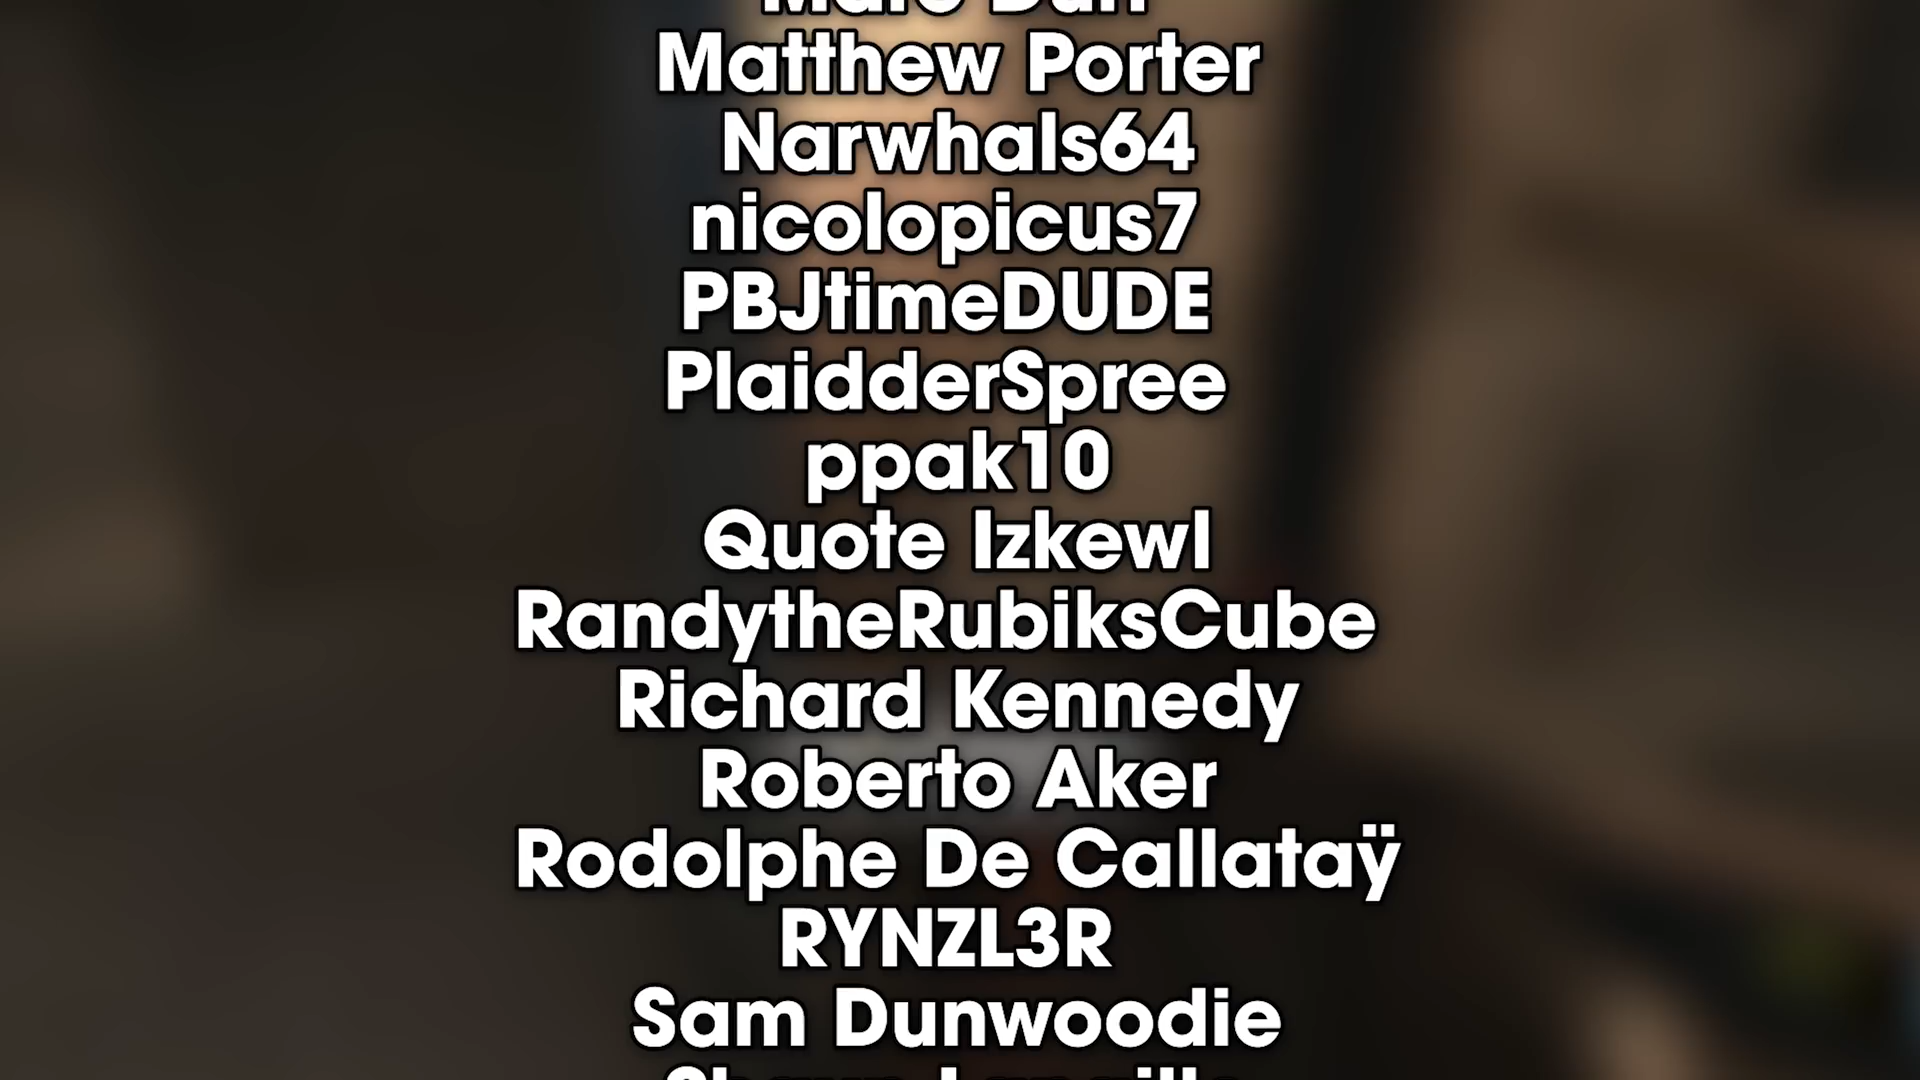 Matthew Porter
Narwhals64
nicolopicus7
PBJtimeDUDE
PlaidderSpree
ppak10
Quote Izkewl
RandytheRubiksCube
Richard Kennedy
Roberto Aker
Rodolphe De Callataÿ
RYNZL3R
Sam Dunwoodie